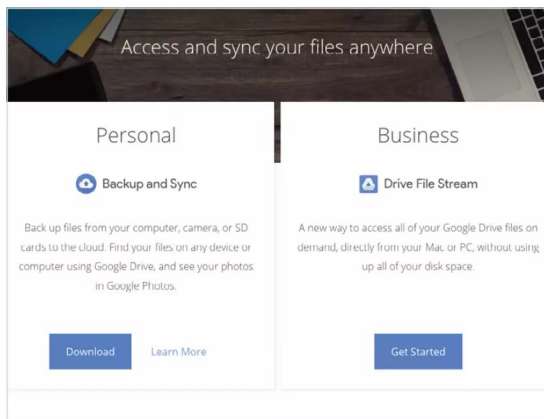 Access and sync your files anywhere
Personal
Backup and Sync
Back up files from your computer, camera, or SD
cards to the cloud. Find your files on any device or
computer using Google Drive, and see your photos
in Google Photos.
Download
Learn More
Business
Drive File Stream
A new way to access all of your Google Drive files on
demand, directly from your Mac or PC, without using
up all of your disk space.
Get Started